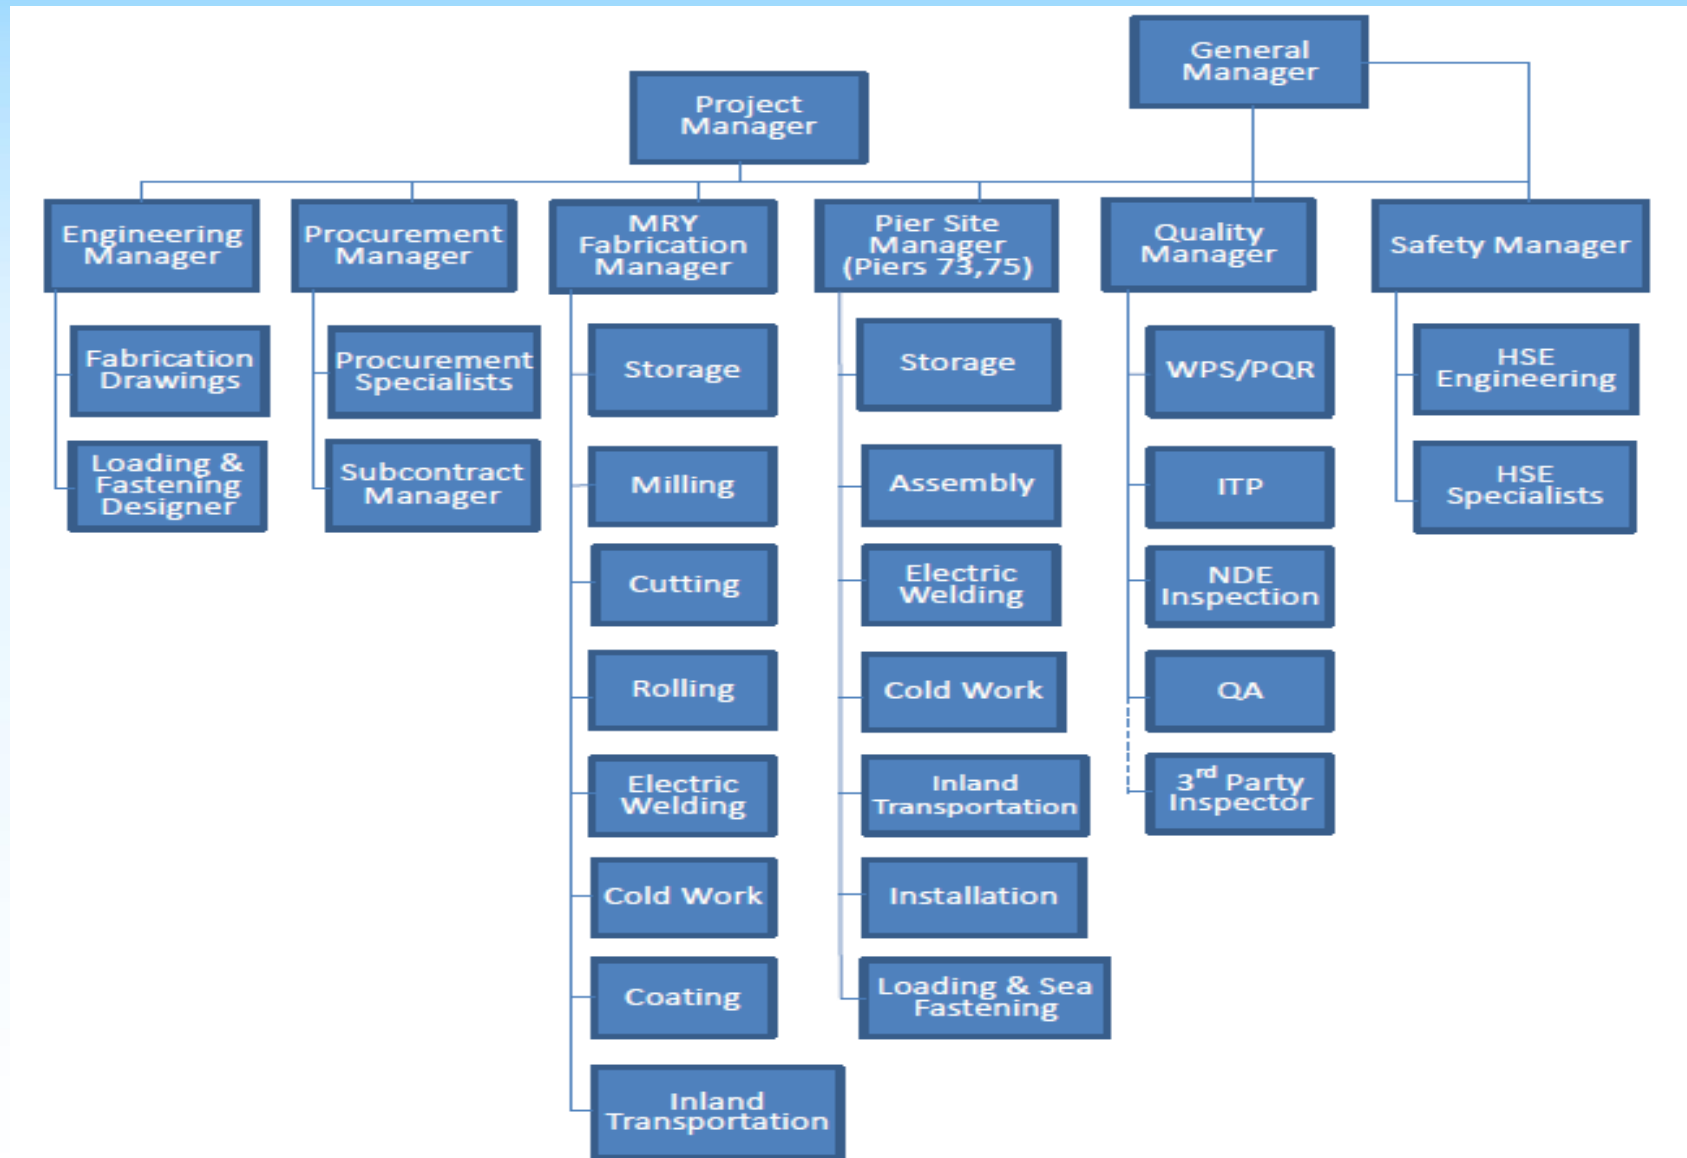 General
Manager
Project
Manager
Engineering
Manager
Procurement
Manager
MRY
Fabrication
Manager
Pier Site
Manager
(Piers 73,75)
Quality
Manager
Safety Manager
Fabrication
Drawings
Loading &
Fastening
Designer
Procurement
Specialists
Subcontract
Manager
Storage
Milling
Cutting
Rolling
Electric
Welding
Cold Work
Coating
Inland
Transportation
Storage
Assembly
Electric
Welding
Cold Work
Inland
Transportation
Installation
Loading & Sea
Fastening
WPS/PQR
ITP
NDE
Inspection
QA
3rd Party
Inspector
HSE
Engineering
HSE
Specialists